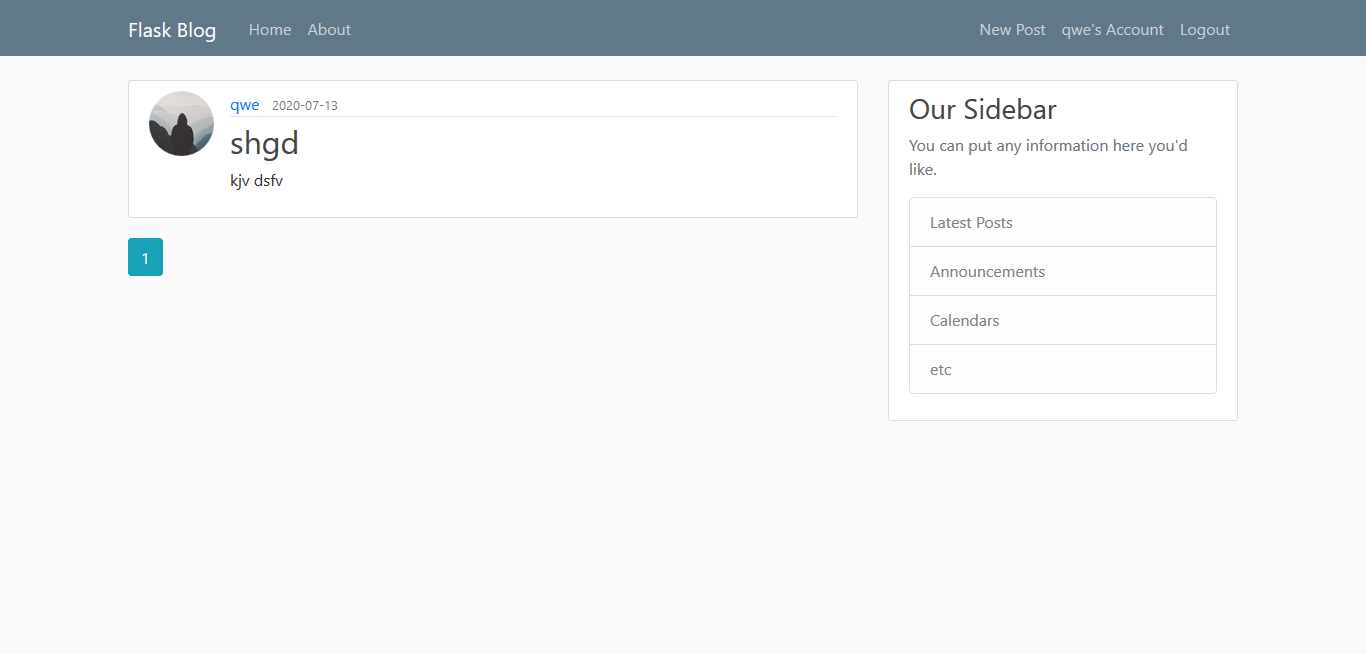 Flask Blog Home About New Post qwe's Account Logout
qwe 2020-07-13
shgd
kjv dsfv
1
Our Sidebar
You can put any information here you'd
like.
Latest Posts
Announcements
Calendars
etc